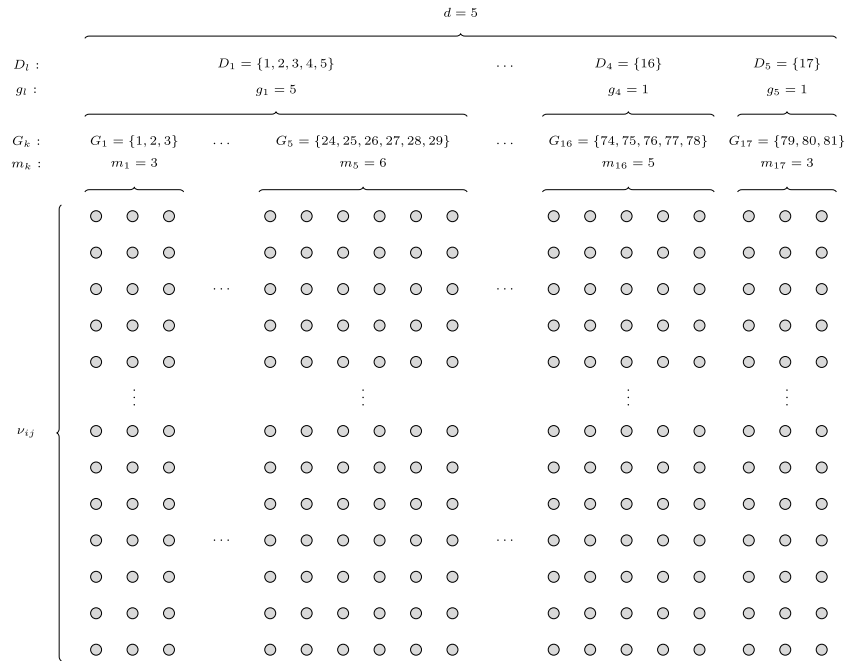 d = 5
D_l : D_1 = {1, 2, 3, 4, 5} ... D_4 = {16} D_5 = {17}
g_l : g_1 = 5 g_4 = 1 g_5 = 1
G_k : G_1 = {1, 2, 3} ... G_5 = {24, 25, 26, 27, 28, 29} ... G_16 = {74, 75, 76, 77, 78} G_17 = {79, 80, 81}
m_k : m_1 = 3 m_5 = 6 m_16 = 5 m_17 = 3
... ...
⋮ ⋮ ⋮ ⋮
ν_ij
... ...